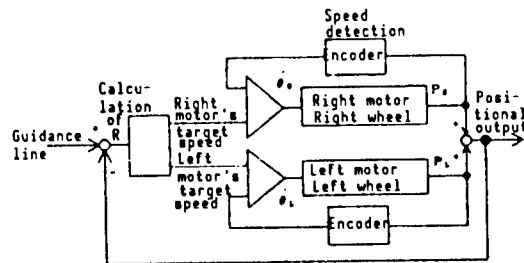 Speed
detection
Encoder
Calcu-
lation
of
R
Right
motor's
target
speed
Left
motor's
target
speed
Guidance
line
Right motor
Right wheel
Left motor
Left wheel
Encoder
Posi-
tional
output